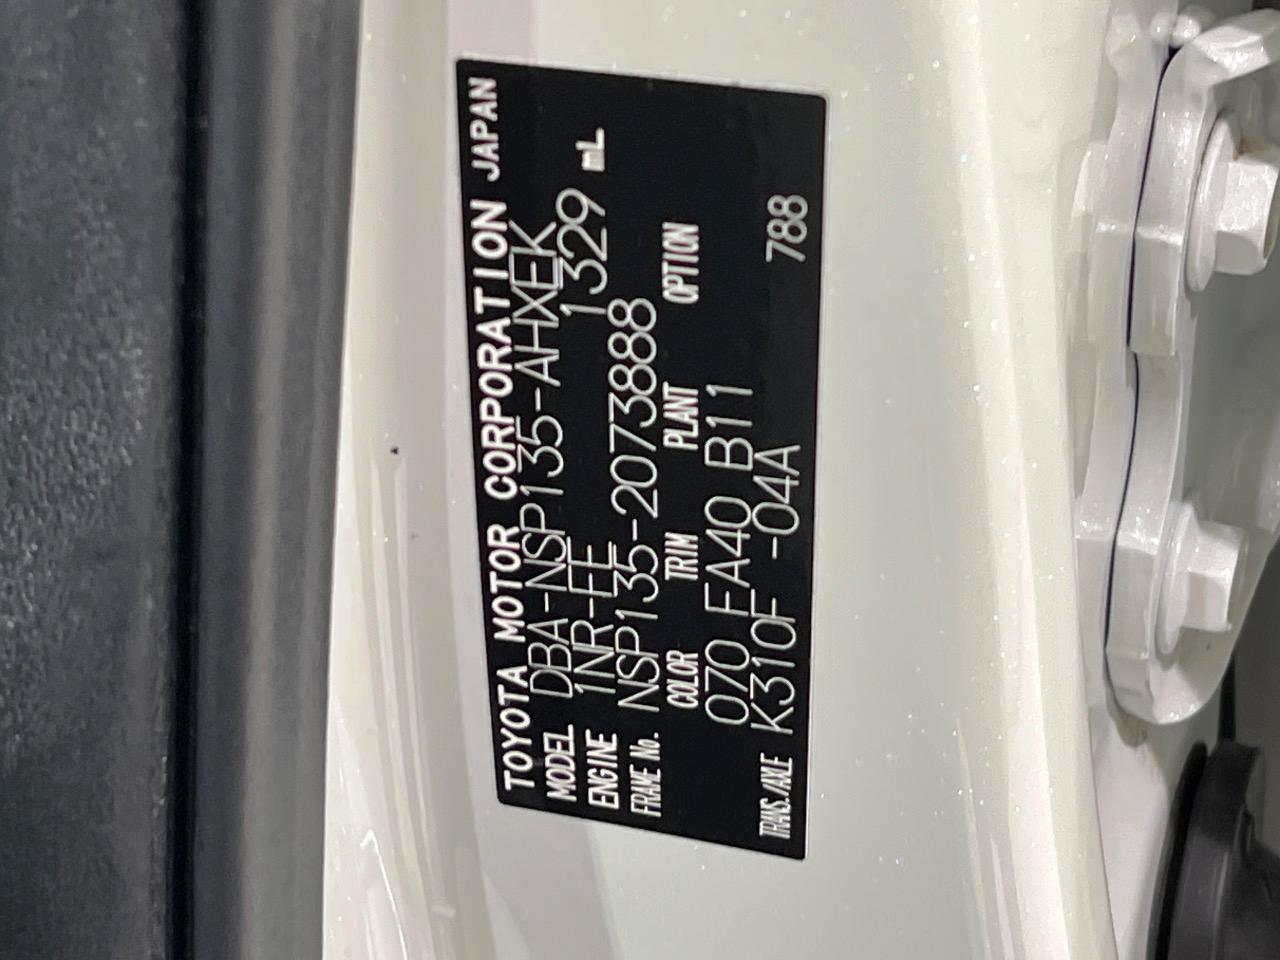 TOYOTA MOTOR CORPORATION JAPAN
MODEL DBA-NSP135-AHXEK
ENGINE 1NR-FE 1329 mL
FRAME No. NSP135-2073888
COLOR TRIM PLANT OPTION
070 FA40 B11
TRANS./AXLE K310F -04A 788